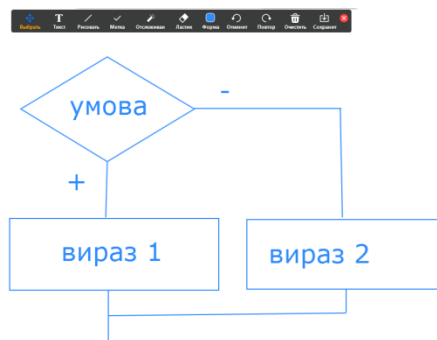 Выбрать Текст Рисовать Метка Отслеживан Ластик Форма Отменит Повтор Очистить Сохранит
умова
-
+
вираз 1
вираз 2